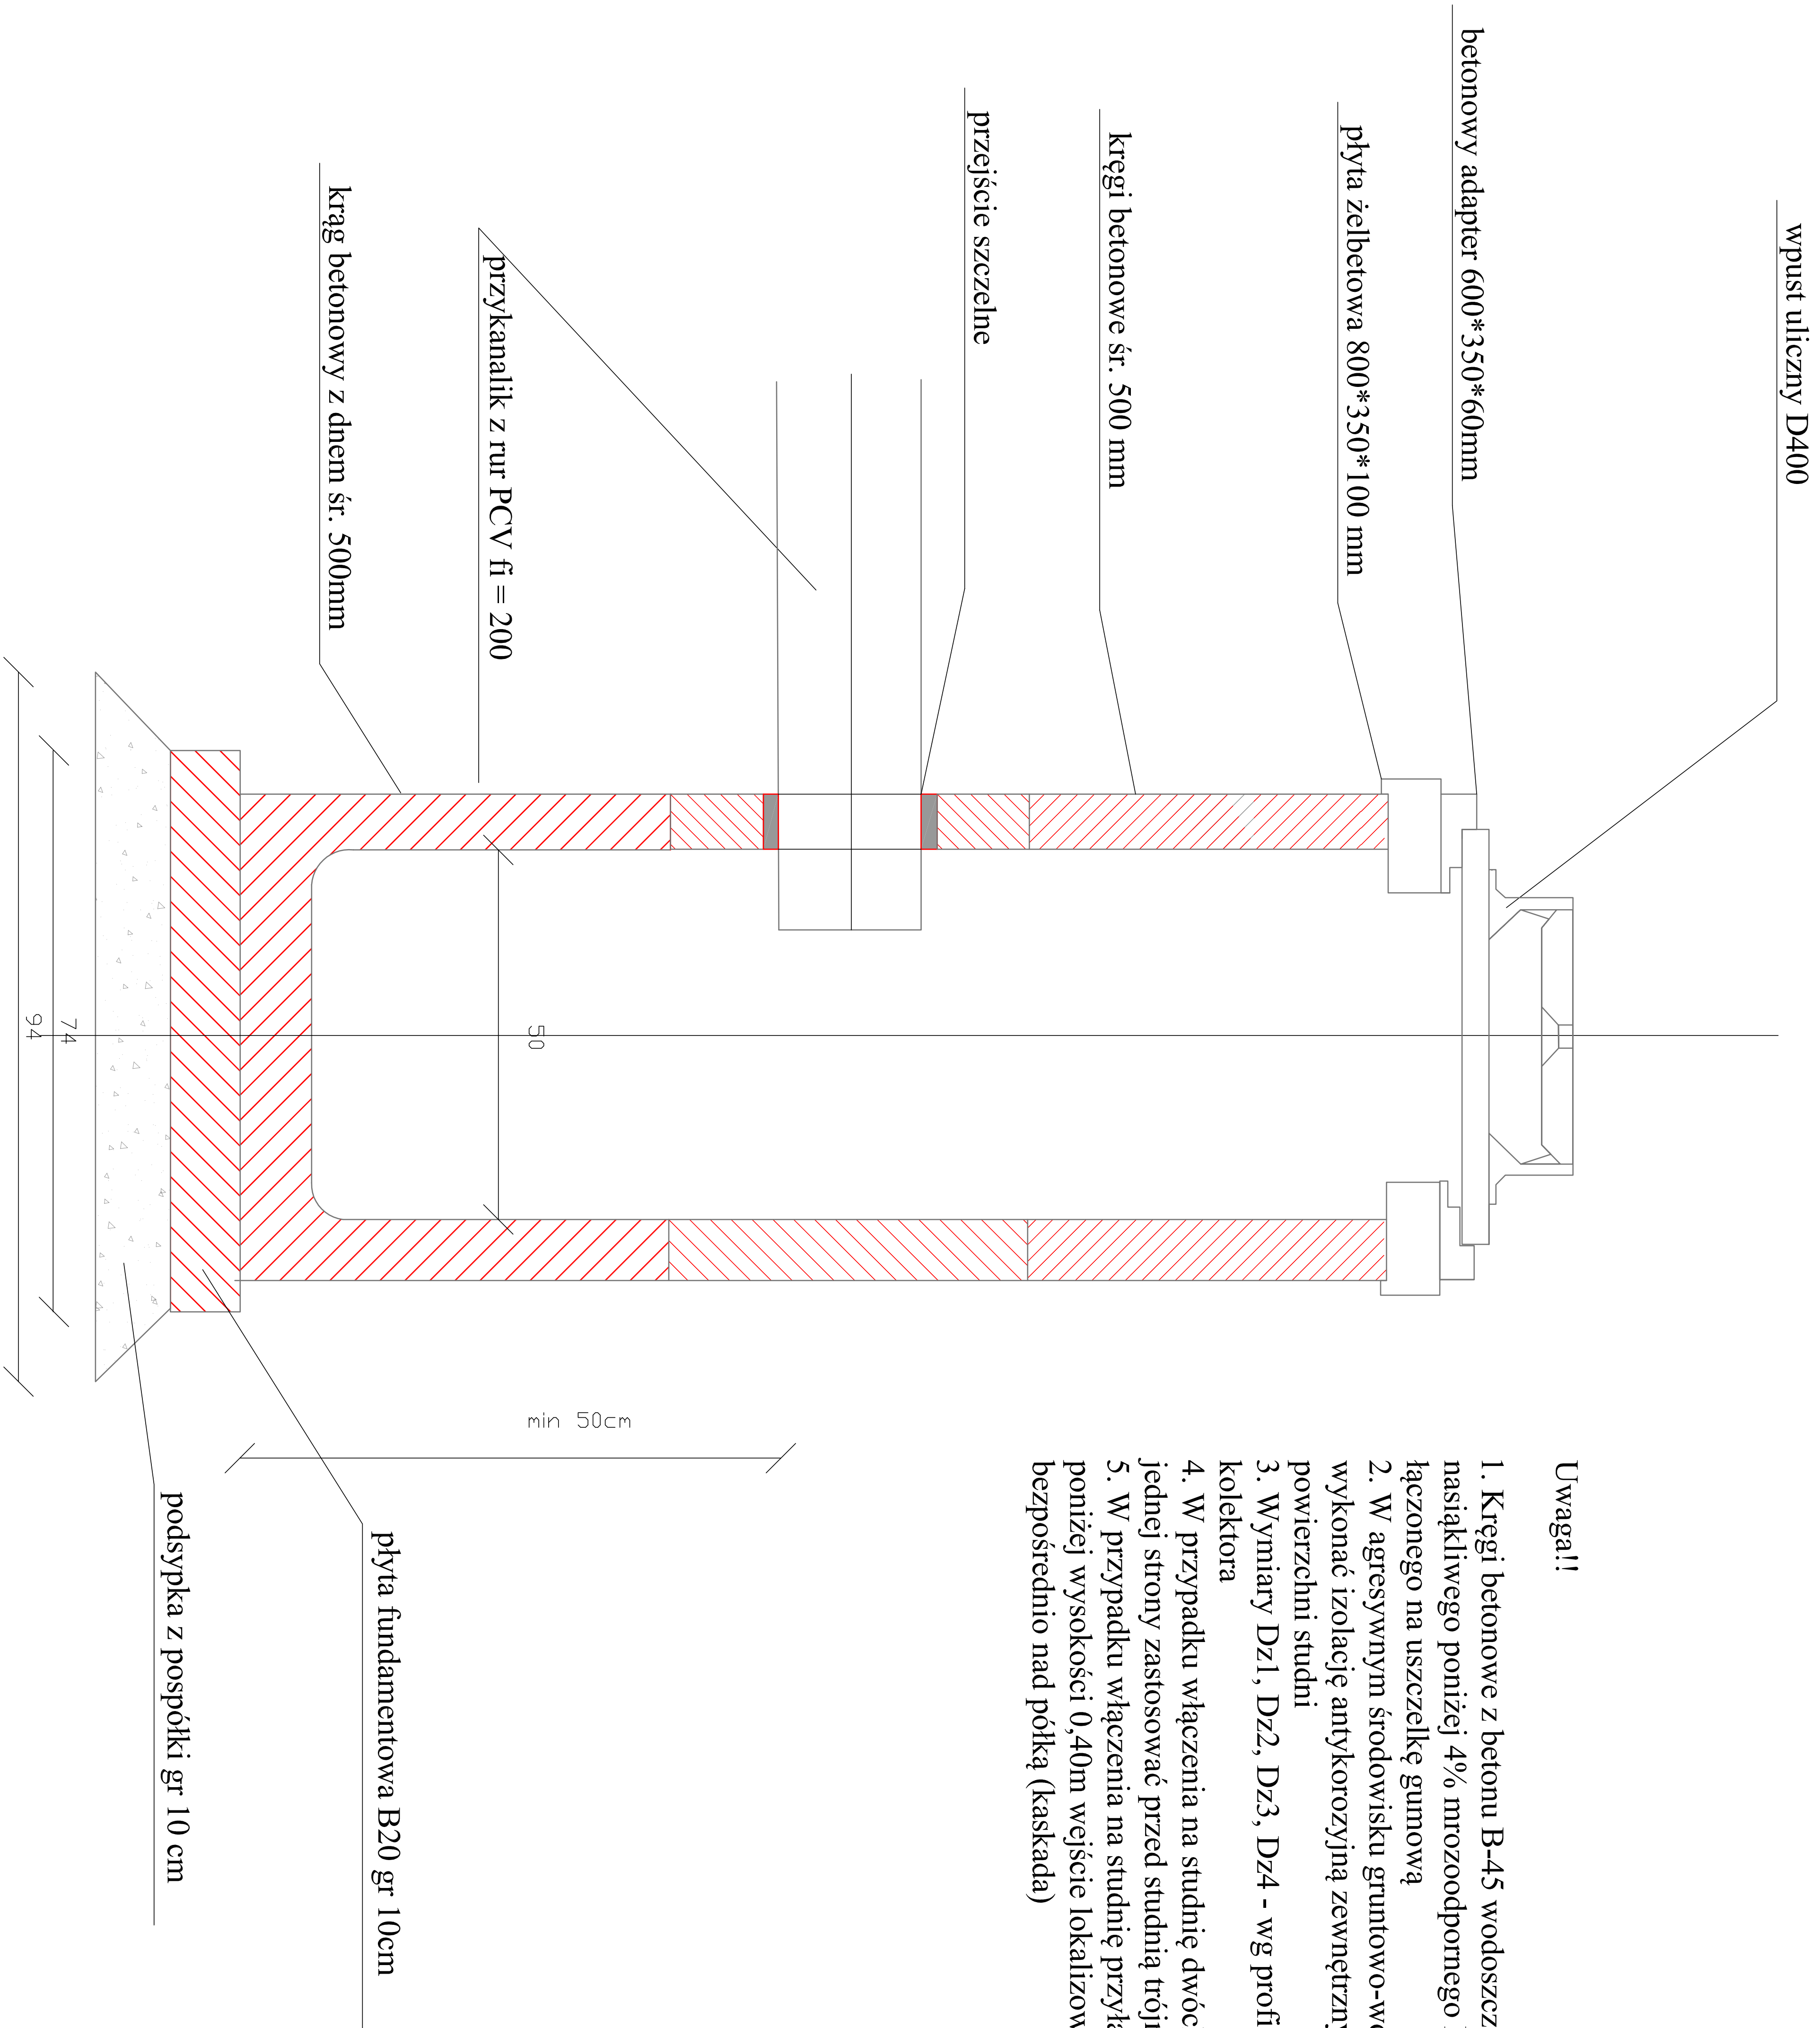 wpust uliczny D400
betonowy adapter 600*350*60mm
płyta żelbetowa 800*350*100 mm
kręgi betonowe śr. 500 mm
przejście szczelne
przykanalik z rur PCV fi = 200
krąg betonowy z dnem śr. 500mm
50
74
94
min 50cm
Uwaga!!
1. Kręgi betonowe z betonu B-45
nasiąkliwego poniżej 4% mrozoodpornego
łączonego na uszczelkę gumową
2. W agresywnym środowisku
wykonać izolację antykorozyjną
powierzchni studni
3. Wymiary Dz1, Dz2, Dz3, Dz4 - wg
kolektora
4. W przypadku włączenia na studnię
jednej strony zastosować przed studnią
5. W przypadku włączenia na studnię
poniżej wysokości 0,40m wejście
bezpośrednio nad półką (kaskada)
płyta fundamentowa B20 gr 10cm
podsypka z pospółki gr 10 cm